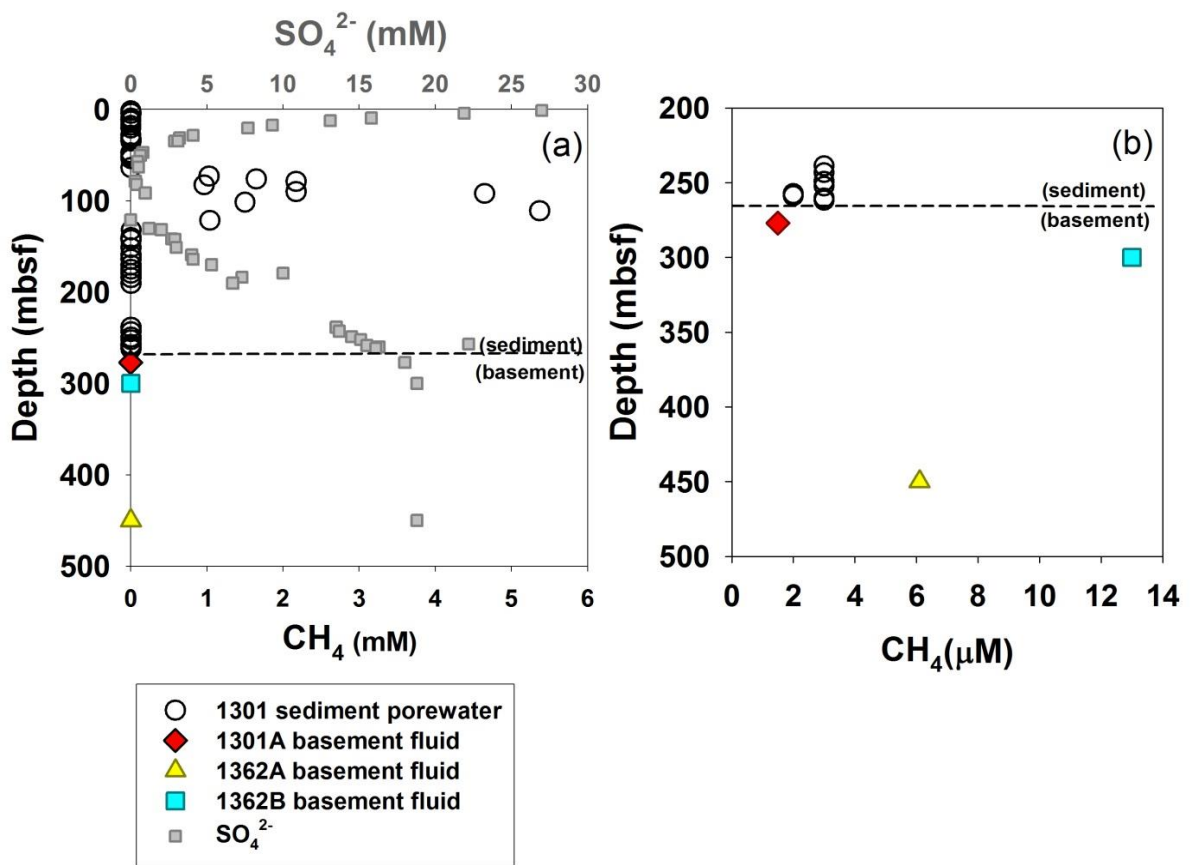 SO₄²⁻ (mM)
0 5 10 15 20 25 30
(a)
0
100
200
300
400
500
Depth (mbsf)
(sediment)
(basement)
0 1 2 3 4 5 6
CH₄ (mM)
(b)
200
250
300
350
400
450
500
Depth (mbsf)
(sediment)
(basement)
0 2 4 6 8 10 12 14
CH₄(μM)
1301 sediment porewater
1301A basement fluid
1362A basement fluid
1362B basement fluid
SO₄²⁻